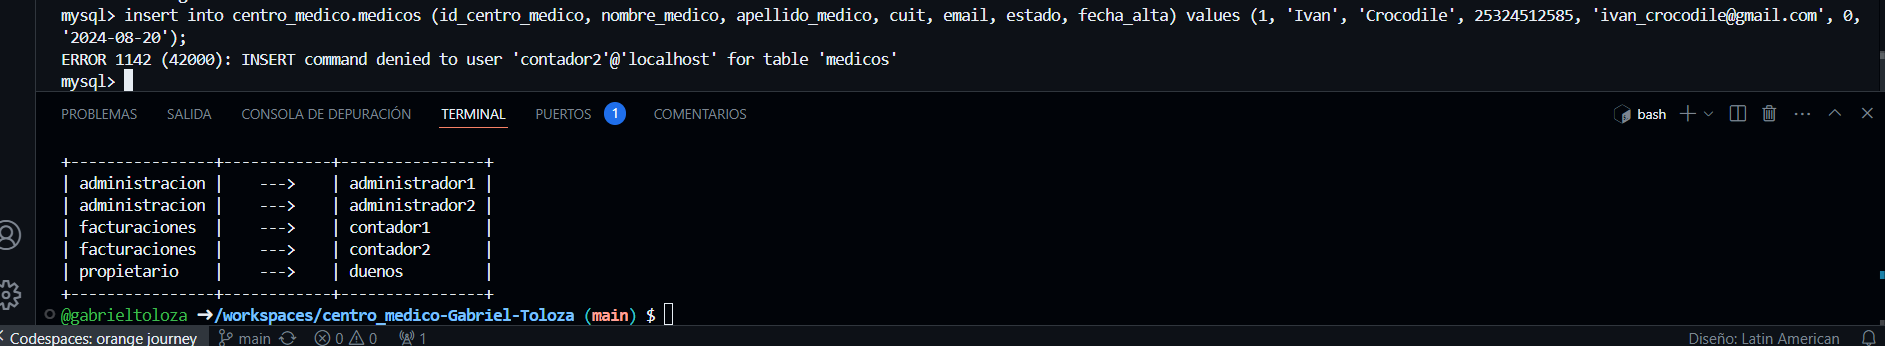 mysql> insert into centro_medico.medicos (id_centro_medico, nombre_medico, apellido_medico, cuit, email, estado, fecha_alta) values (1, 'Ivan', 'Crocodile', 25324512585, 'ivan_crocodile@gmail.com', 0,
'2024-08-20');
ERROR 1142 (42000): INSERT command denied to user 'contador2'@'localhost' for table 'medicos'
mysql>
PROBLEMAS SALIDA CONSOLA DE DEPURACIÓN TERMINAL PUERTOS 1 COMENTARIOS bash
+----------------+------------+----------------+
| administracion |    --->    | administrador1 |
| administracion |    --->    | administrador2 |
| facturaciones  |    --->    | contador1      |
| facturaciones  |    --->    | contador2      |
| propietario    |    --->    | duenos         |
+----------------+------------+----------------+
@gabrieltoloza ➜/workspaces/centro_medico-Gabriel-Toloza (main) $
Codespaces: orange journey main 0 0 1 Diseño: Latin American